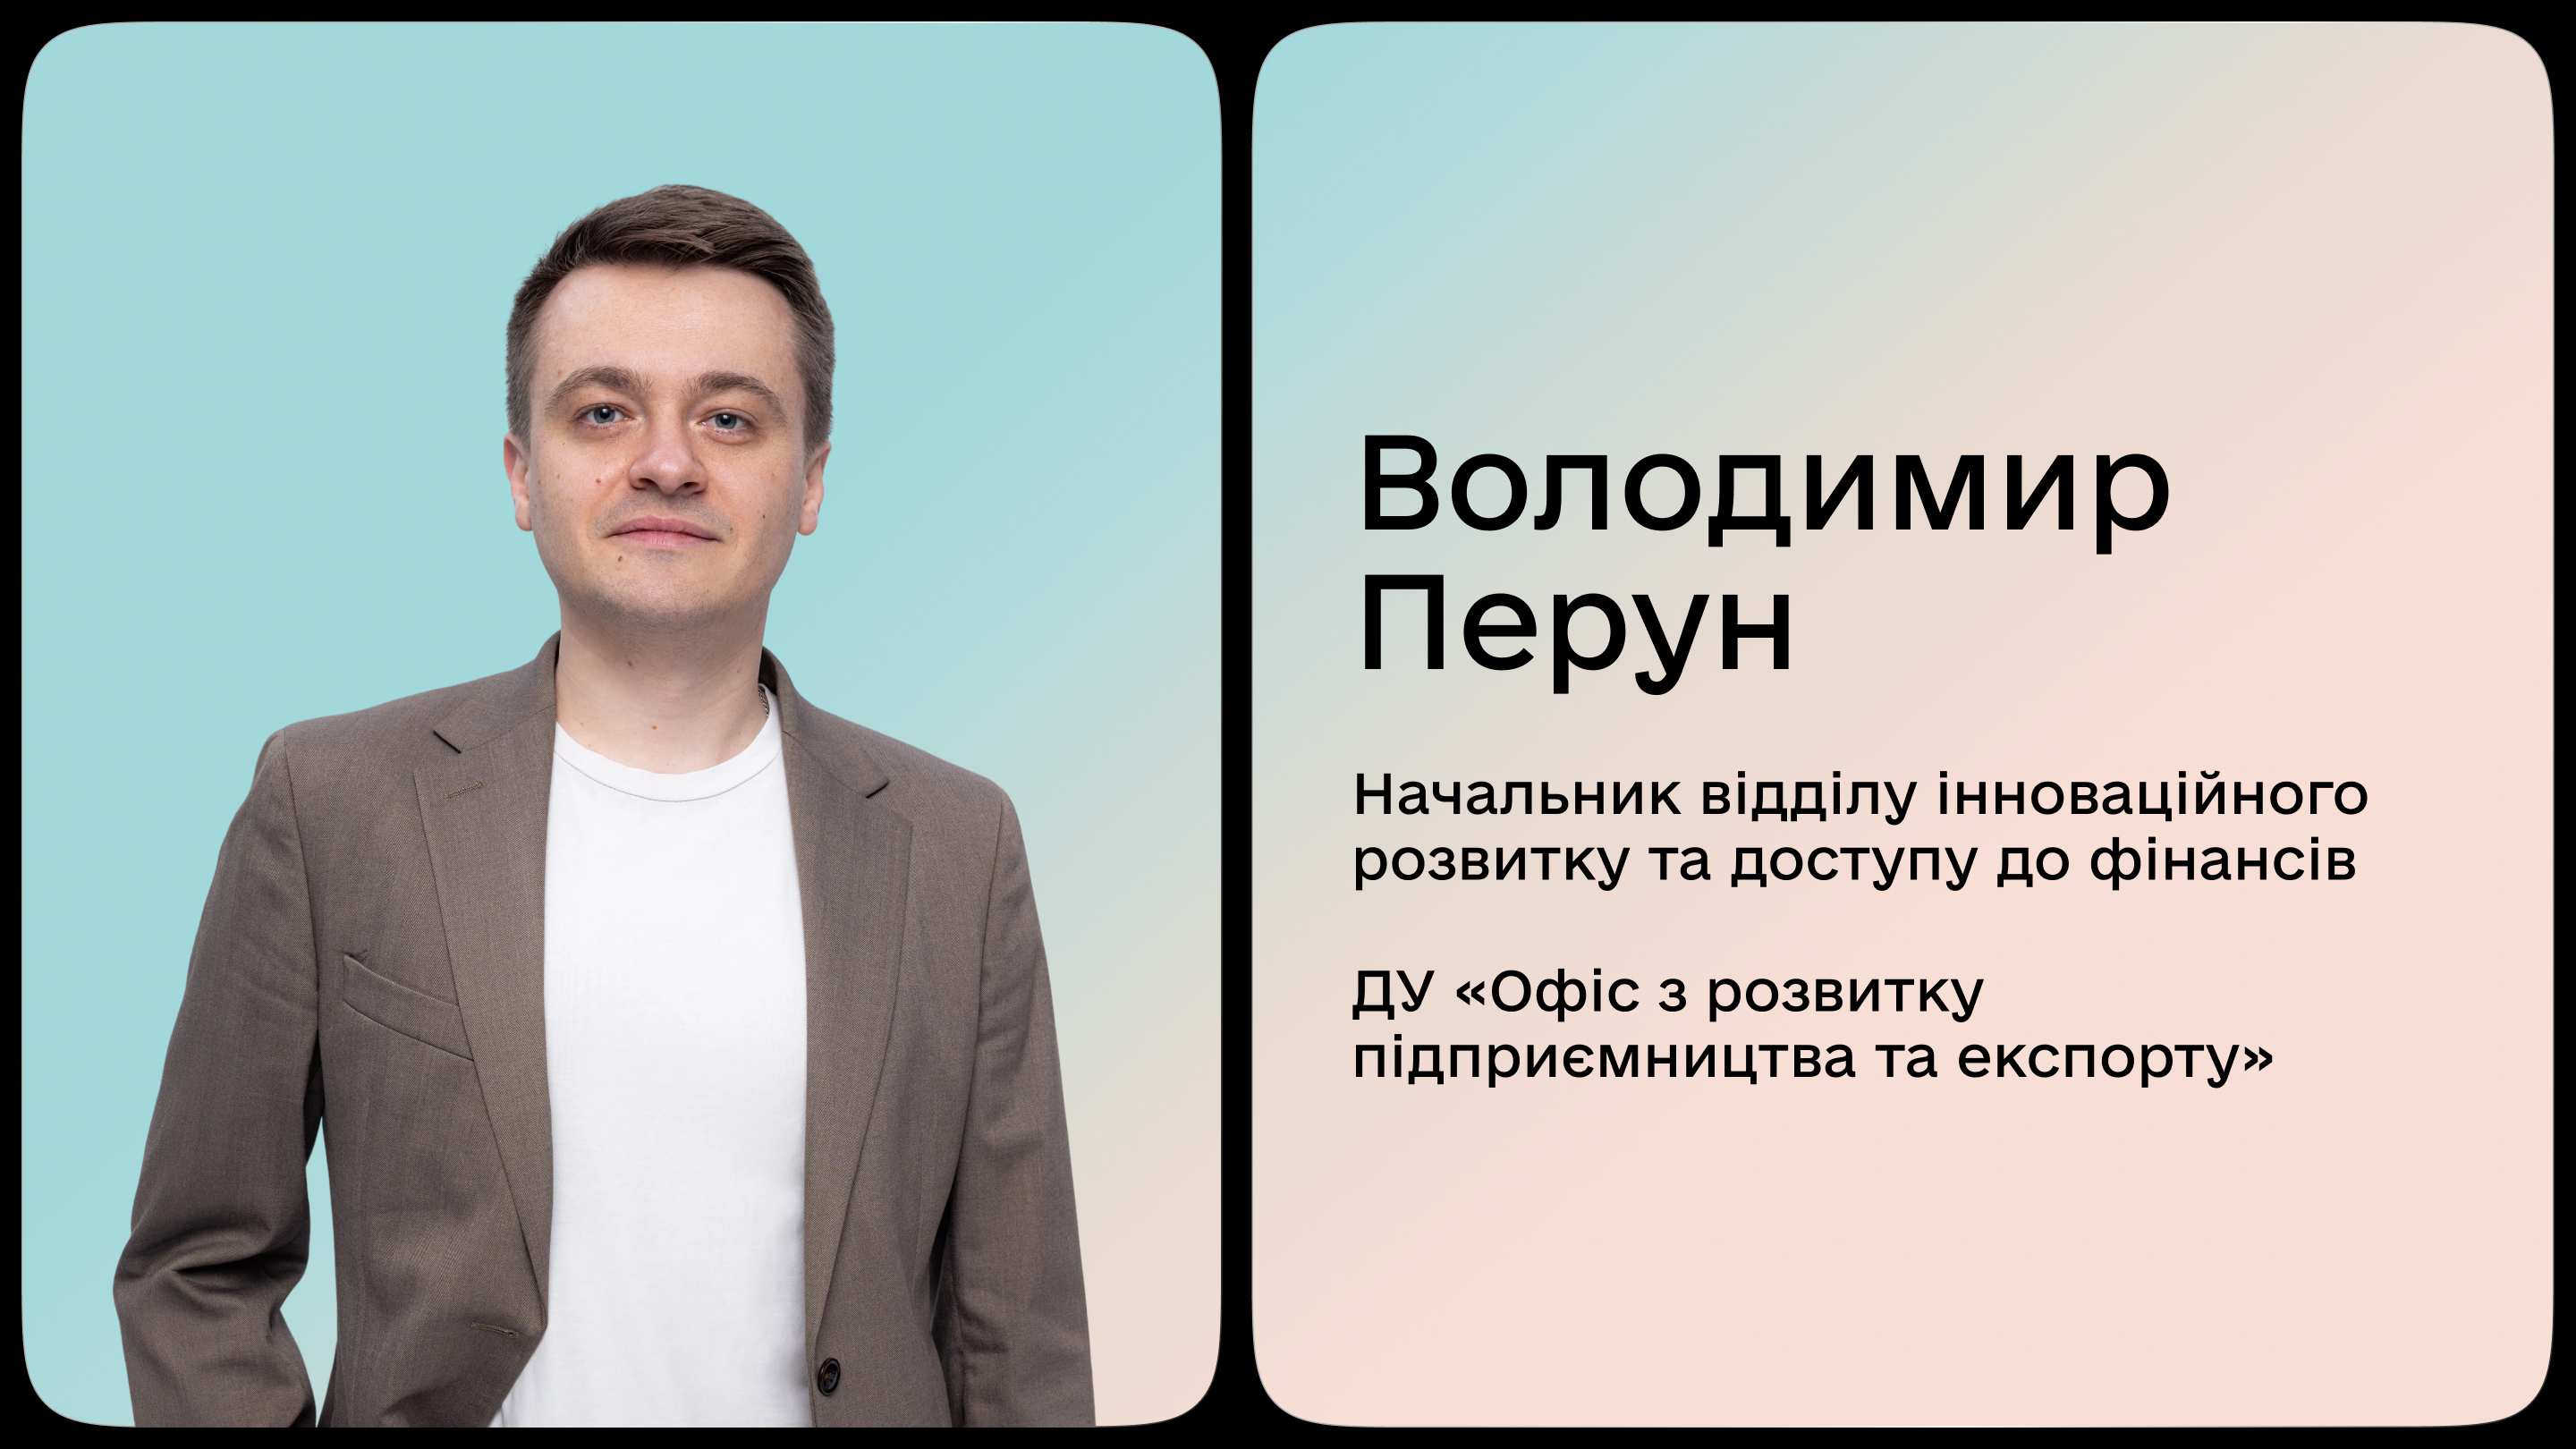 Володимир
Перун
Начальник відділу інноваційного
розвитку та доступу до фінансів
ДУ «Офіс з розвитку
підприємництва та експорту»